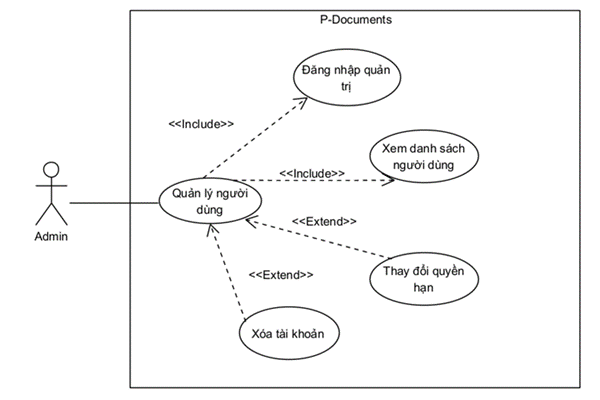 P-Documents
Đăng nhập quản
trị
<<Include>>
Xem danh sách
người dùng
<<Include>>
Quản lý người
dùng
Admin
<<Extend>>
Thay đổi quyền
hạn
<<Extend>>
Xóa tài khoản